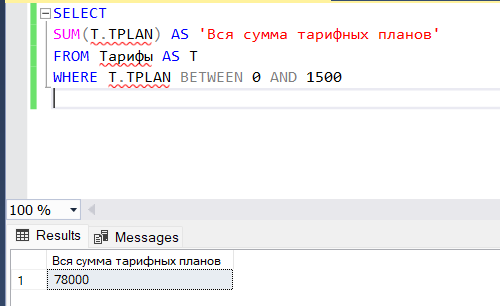 SELECT
SUM(T.TPLAN) AS 'Вся сумма тарифных планов'
FROM Тарифы AS T
WHERE T.TPLAN BETWEEN 0 AND 1500
100 %
Results Messages
Вся сумма тарифных планов
1 78000